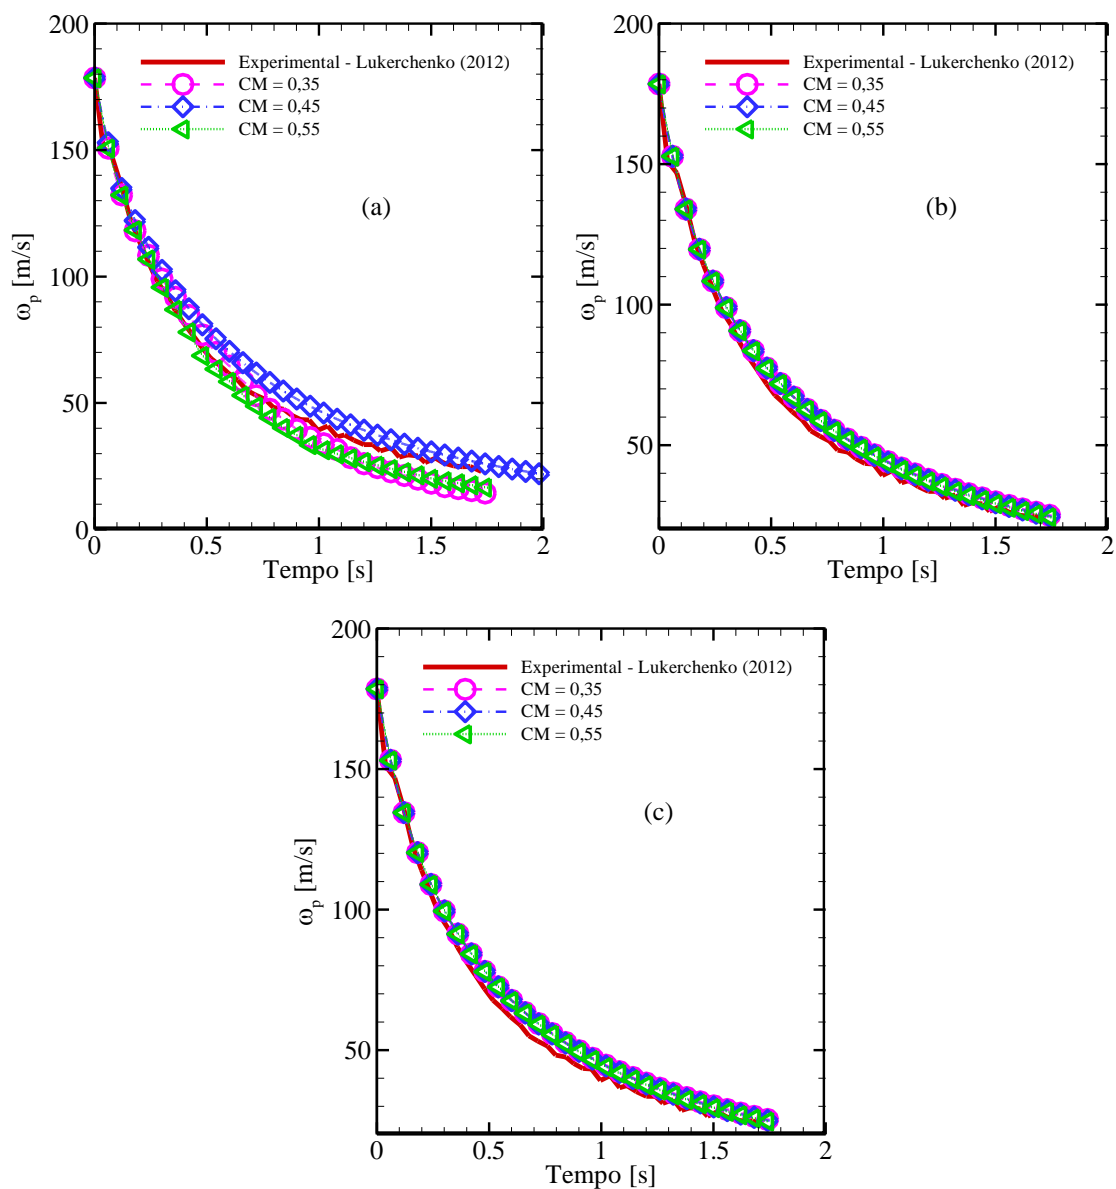 200
150
100
50
0
ω_p [m/s]
0
0.5
1
1.5
2
Tempo [s]
Experimental - Lukerchenko (2012)
CM = 0,35
CM = 0,45
CM = 0,55
(a)
200
150
100
50
ω_p [m/s]
0
0.5
1
1.5
2
Tempo [s]
Experimental - Lukerchenko (2012)
CM = 0,35
CM = 0,45
CM = 0,55
(b)
200
150
100
50
ω_p [m/s]
0
0.5
1
1.5
2
Tempo [s]
Experimental - Lukerchenko (2012)
CM = 0,35
CM = 0,45
CM = 0,55
(c)